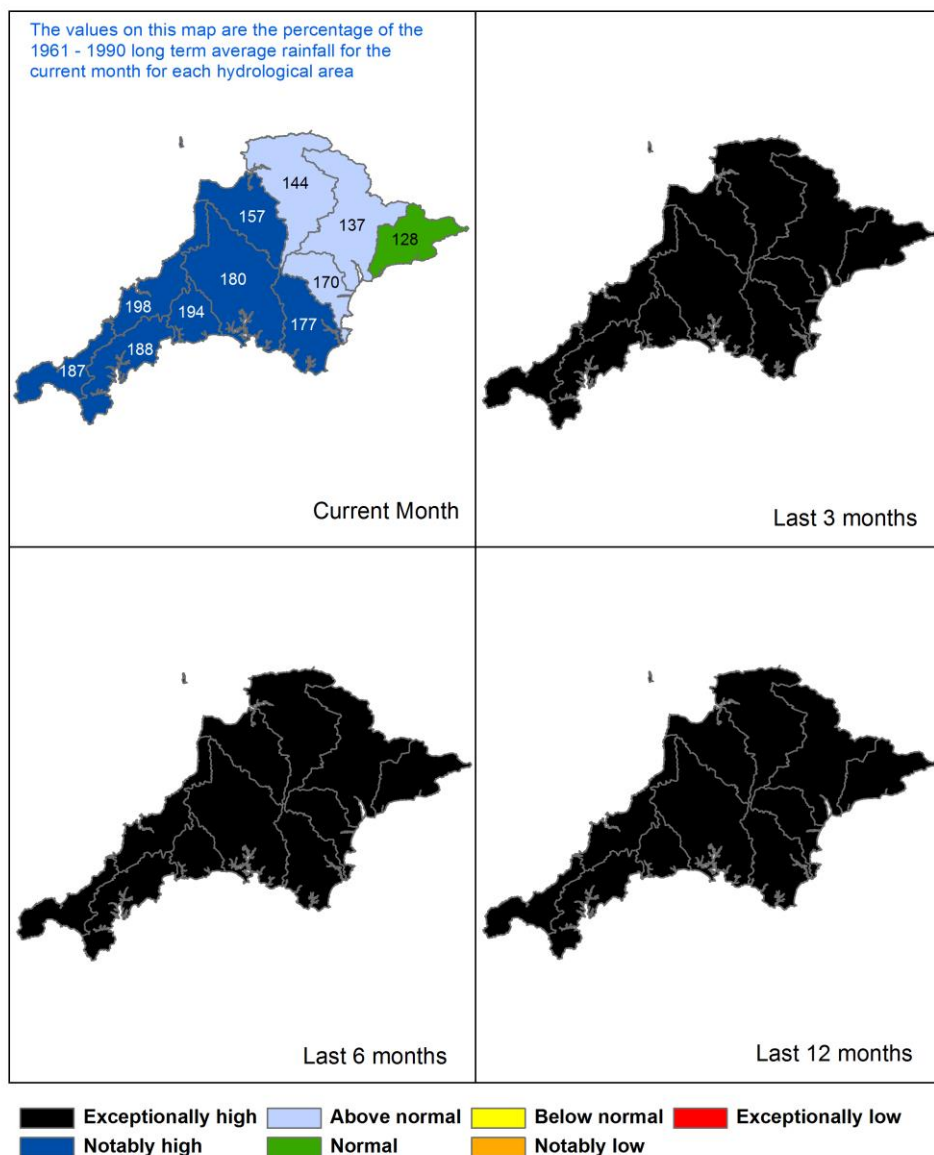 The values on this map are the percentage of the
1961 - 1990 long term average rainfall for the
current month for each hydrological area
144
157
137
128
180
170
198
194
177
188
187
Current Month
Last 3 months
Last 6 months
Last 12 months
Exceptionally high Above normal Below normal Exceptionally low
Notably high Normal Notably low